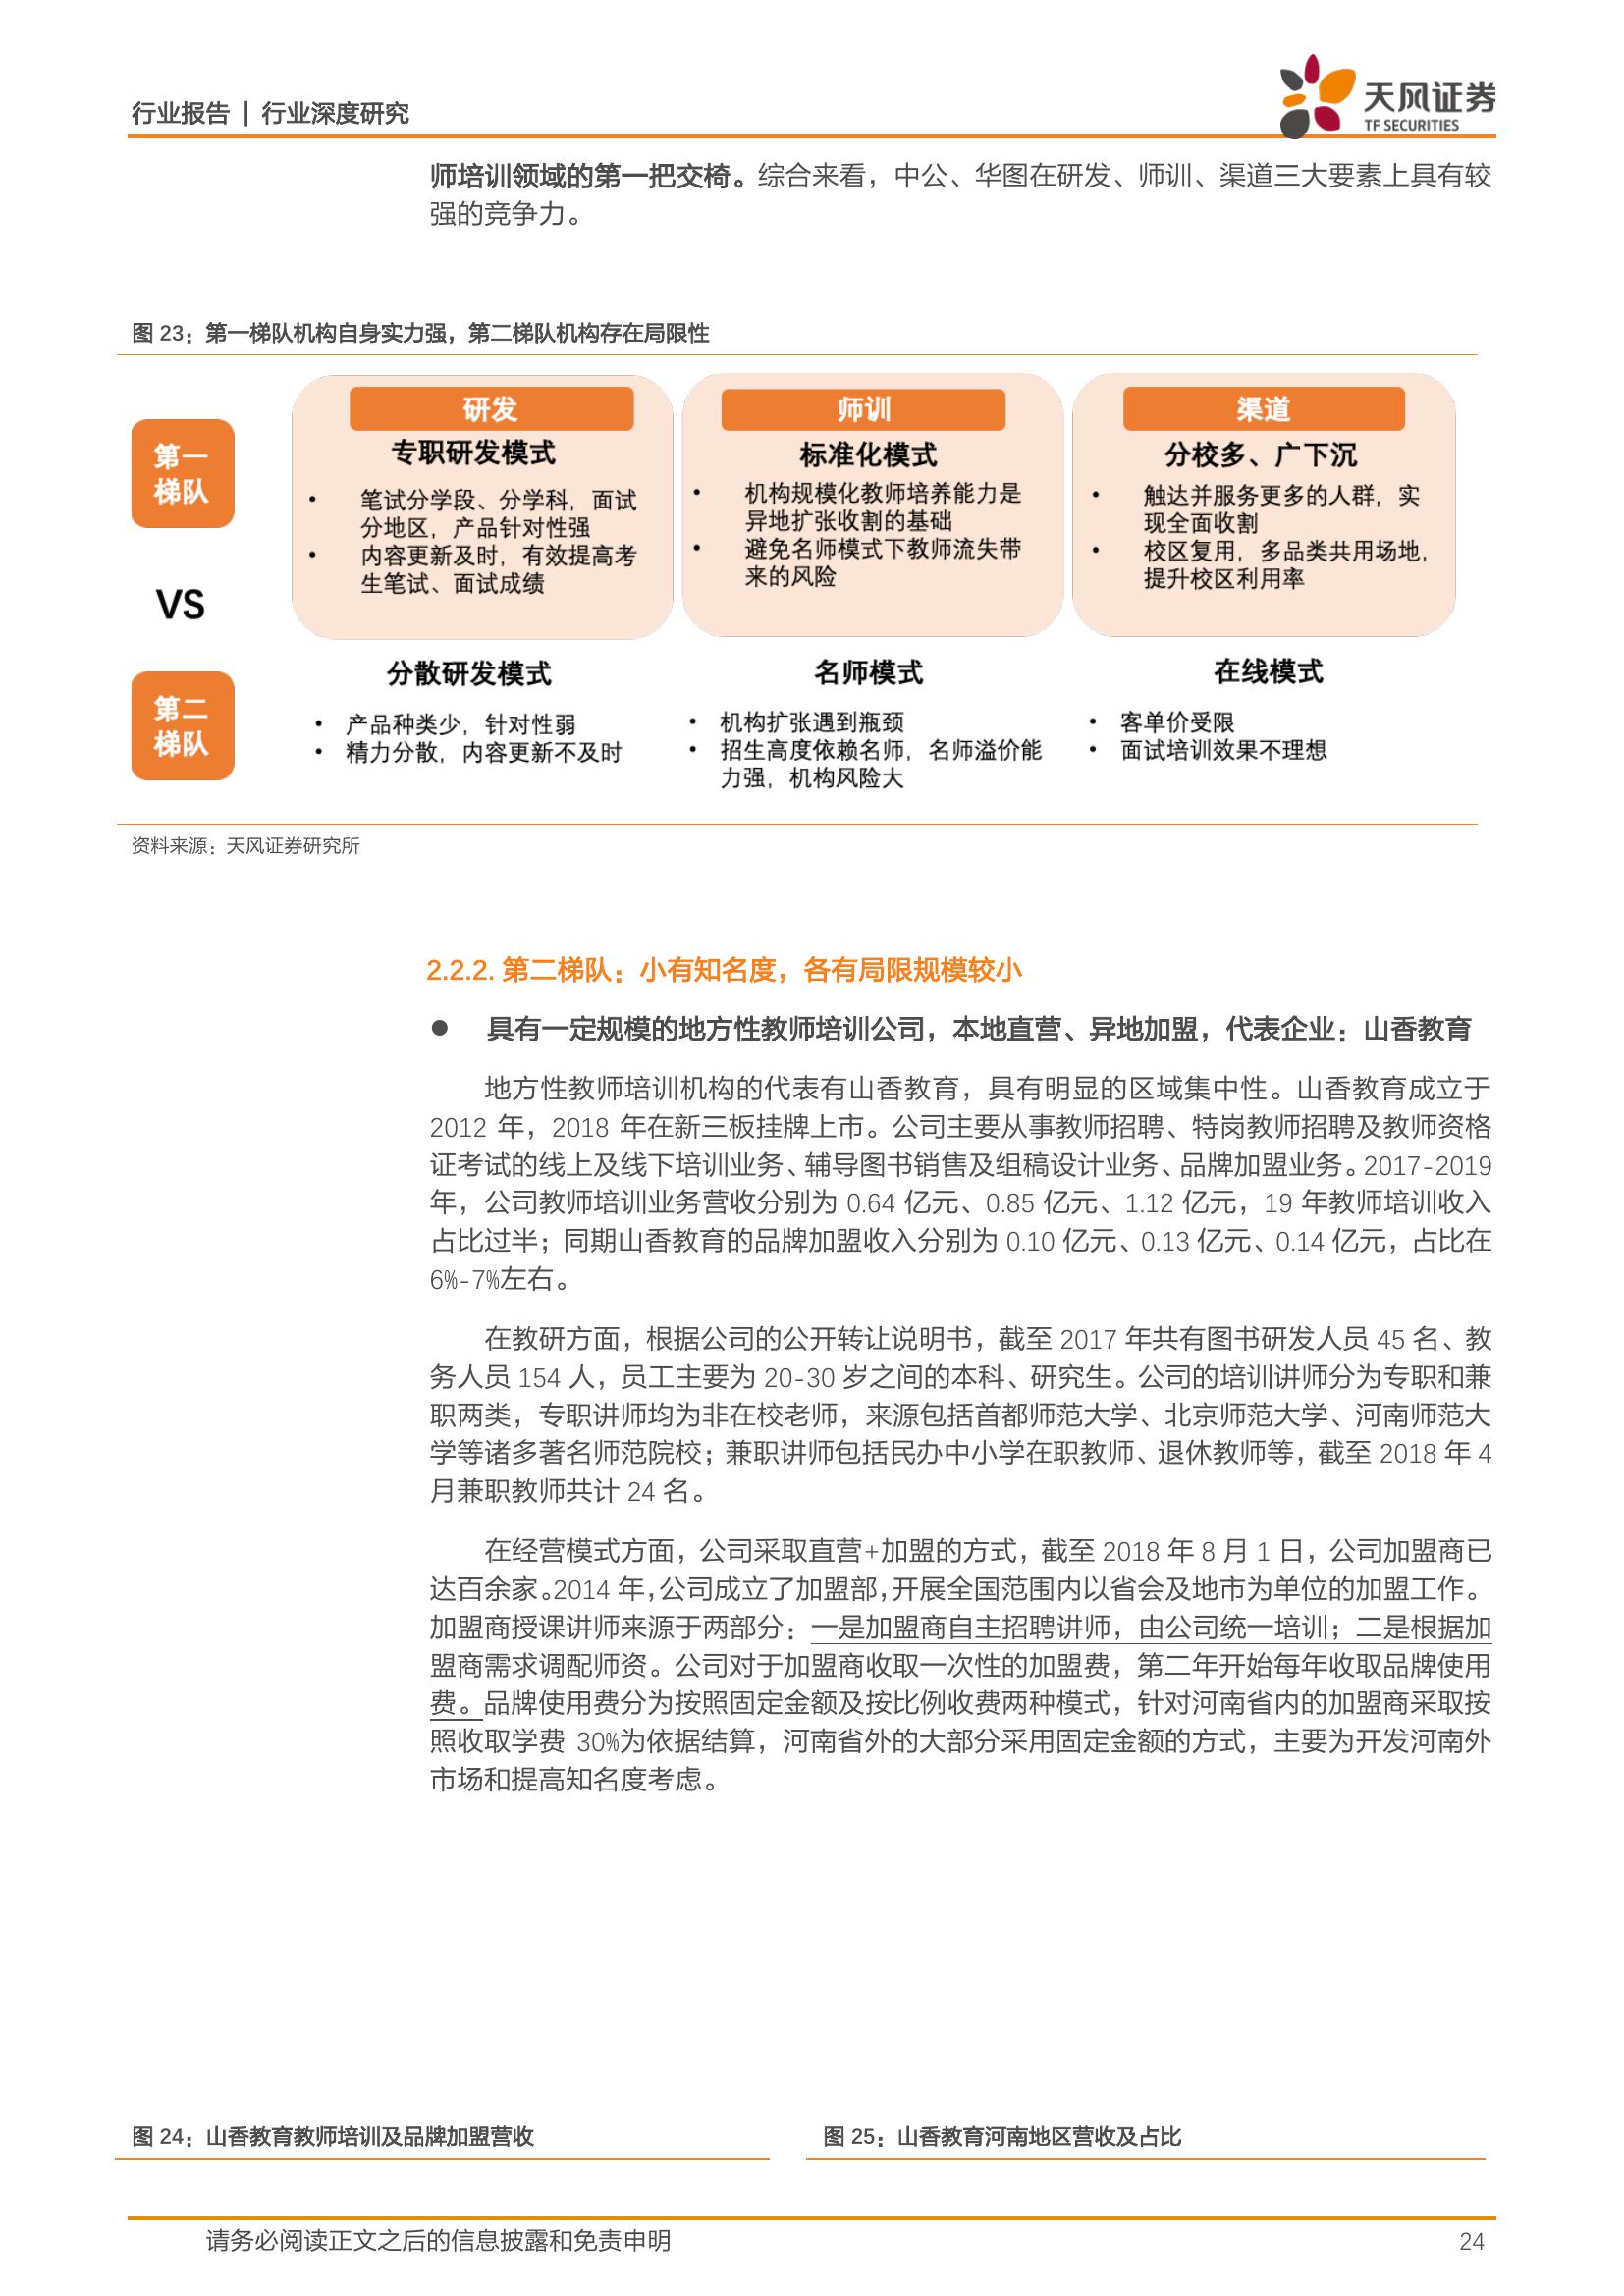 行业报告 | 行业深度研究
天风证券
TF SECURITIES
师培训领域的第一把交椅。综合来看，中公、华图在研发、师训、渠道三大要素上具有较
强的竞争力。
图 23：第一梯队机构自身实力强，第二梯队机构存在局限性
第一
梯队
VS
第二
梯队
研发
专职研发模式
• 笔试分学段、分学科，面试
分地区，产品针对性强
• 内容更新及时，有效提高考
生笔试、面试成绩
师训
标准化模式
• 机构规模化教师培养能力是
异地扩张收割的基础
• 避免名师模式下教师流失带
来的风险
渠道
分校多、广下沉
• 触达并服务更多的人群，实
现全面收割
• 校区复用，多品类共用场地，
提升校区利用率
分散研发模式
• 产品种类少，针对性弱
• 精力分散，内容更新不及时
名师模式
• 机构扩张遇到瓶颈
• 招生高度依赖名师，名师溢价能
力强，机构风险大
在线模式
• 客单价受限
• 面试培训效果不理想
资料来源：天风证券研究所
2.2.2. 第二梯队：小有知名度，各有局限规模较小
● 具有一定规模的地方性教师培训公司，本地直营、异地加盟，代表企业：山香教育
地方性教师培训机构的代表有山香教育，具有明显的区域集中性。山香教育成立于
2012 年，2018 年在新三板挂牌上市。公司主要从事教师招聘、特岗教师招聘及教师资格
证考试的线上及线下培训业务、辅导图书销售及组稿设计业务、品牌加盟业务。2017-2019
年，公司教师培训业务营收分别为 0.64 亿元、0.85 亿元、1.12 亿元，19 年教师培训收入
占比过半；同期山香教育的品牌加盟收入分别为 0.10 亿元、0.13 亿元、0.14 亿元，占比在
6%-7%左右。
在教研方面，根据公司的公开转让说明书，截至 2017 年共有图书研发人员 45 名、教
务人员 154 人，员工主要为 20-30 岁之间的本科、研究生。公司的培训讲师分为专职和兼
职两类，专职讲师均为非在校老师，来源包括首都师范大学、北京师范大学、河南师范大
学等诸多著名师范院校；兼职讲师包括民办中小学在职教师、退休教师等，截至 2018 年 4
月兼职教师共计 24 名。
在经营模式方面，公司采取直营+加盟的方式，截至 2018 年 8 月 1 日，公司加盟商已
达百余家。2014 年，公司成立了加盟部，开展全国范围内以省会及地市为单位的加盟工作。
加盟商授课讲师来源于两部分：一是加盟商自主招聘讲师，由公司统一培训；二是根据加
盟商需求调配师资。公司对于加盟商收取一次性的加盟费，第二年开始每年收取品牌使用
费。品牌使用费分为按照固定金额及按比例收费两种模式，针对河南省内的加盟商采取按
照收取学费 30%为依据结算，河南省外的大部分采用固定金额的方式，主要为开发河南外
市场和提高知名度考虑。
图 24：山香教育教师培训及品牌加盟营收
图 25：山香教育河南地区营收及占比
请务必阅读正文之后的信息披露和免责申明
24